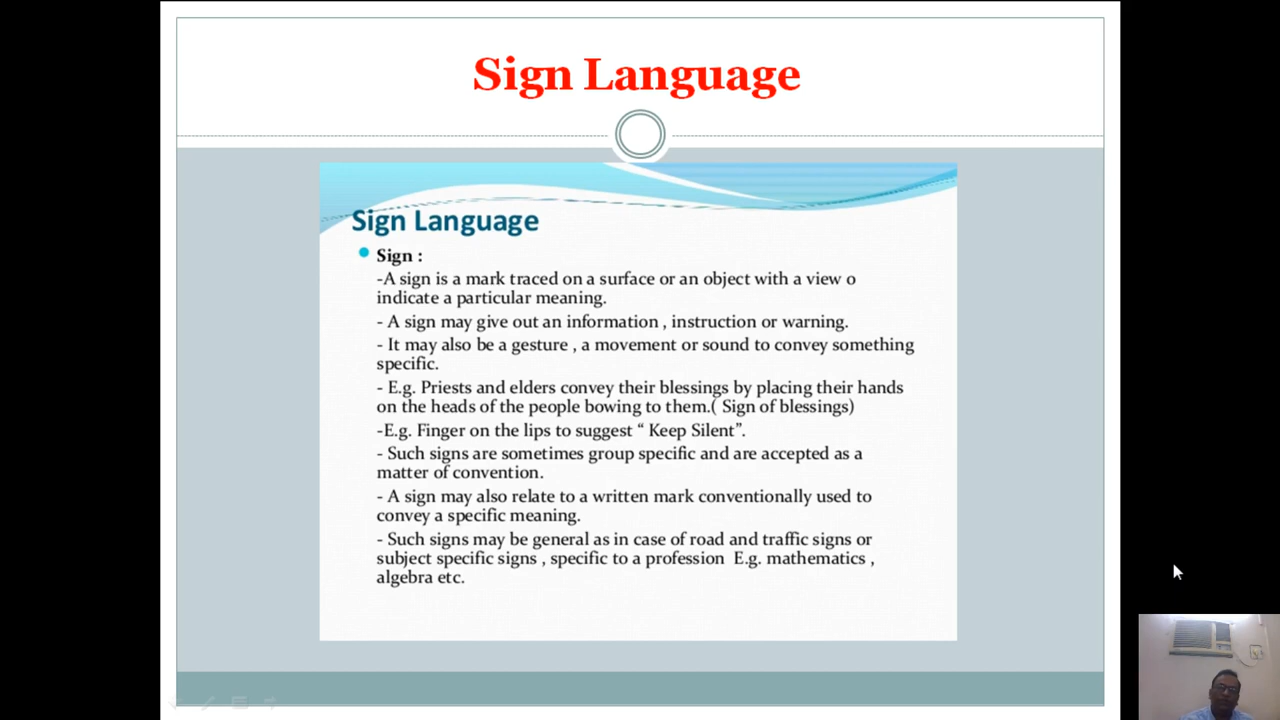 Sign Language
Sign Language
Sign :
-A sign is a mark traced on a surface or an object with a view o
indicate a particular meaning.
- A sign may give out an information , instruction or warning.
- It may also be a gesture , a movement or sound to convey something
specific.
- E.g. Priests and elders convey their blessings by placing their hands
on the heads of the people bowing to them.( Sign of blessings)
-E.g. Finger on the lips to suggest “ Keep Silent”.
- Such signs are sometimes group specific and are accepted as a
matter of convention.
- A sign may also relate to a written mark conventionally used to
convey a specific meaning.
- Such signs may be general as in case of road and traffic signs or
subject specific signs , specific to a profession E.g. mathematics ,
algebra etc.